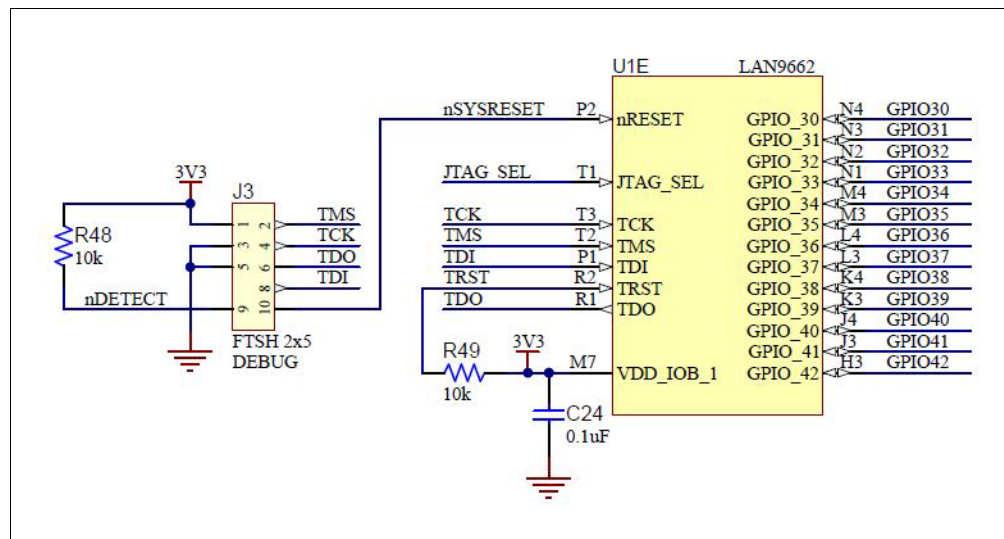 U1E LAN9662
nSYSRESET P2 nRESET GPIO_30 N4 GPIO30
GPIO_31 N3 GPIO31
GPIO_32 N2 GPIO32
3V3 JTAG_SEL T1 JTAG_SEL GPIO_33 N1 GPIO33
J3 GPIO_34 M4 GPIO34
1 2 TMS TCK T3 TCK GPIO_35 M3 GPIO35
R48 3 4 TCK TMS T2 TMS GPIO_36 L4 GPIO36
10k 5 6 TDO TDI P1 TDI GPIO_37 L3 GPIO37
8 TDI TRST R2 TRST GPIO_38 K4 GPIO38
nDETECT 9 10 TDO R1 TDO GPIO_39 K3 GPIO39
GPIO_40 J4 GPIO40
FTSH 2x5 3V3 GPIO_41 J3 GPIO41
DEBUG R49 M7 VDD_IOB_1 GPIO_42 H3 GPIO42
10k
C24
0.1uF